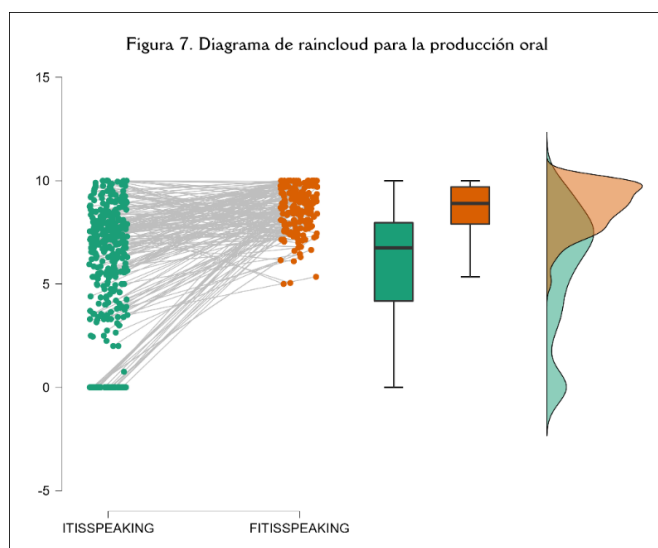 Figura 7. Diagrama de raincloud para la producción oral
15
10
5
0
-5
ITISSPEAKING FITISSPEAKING